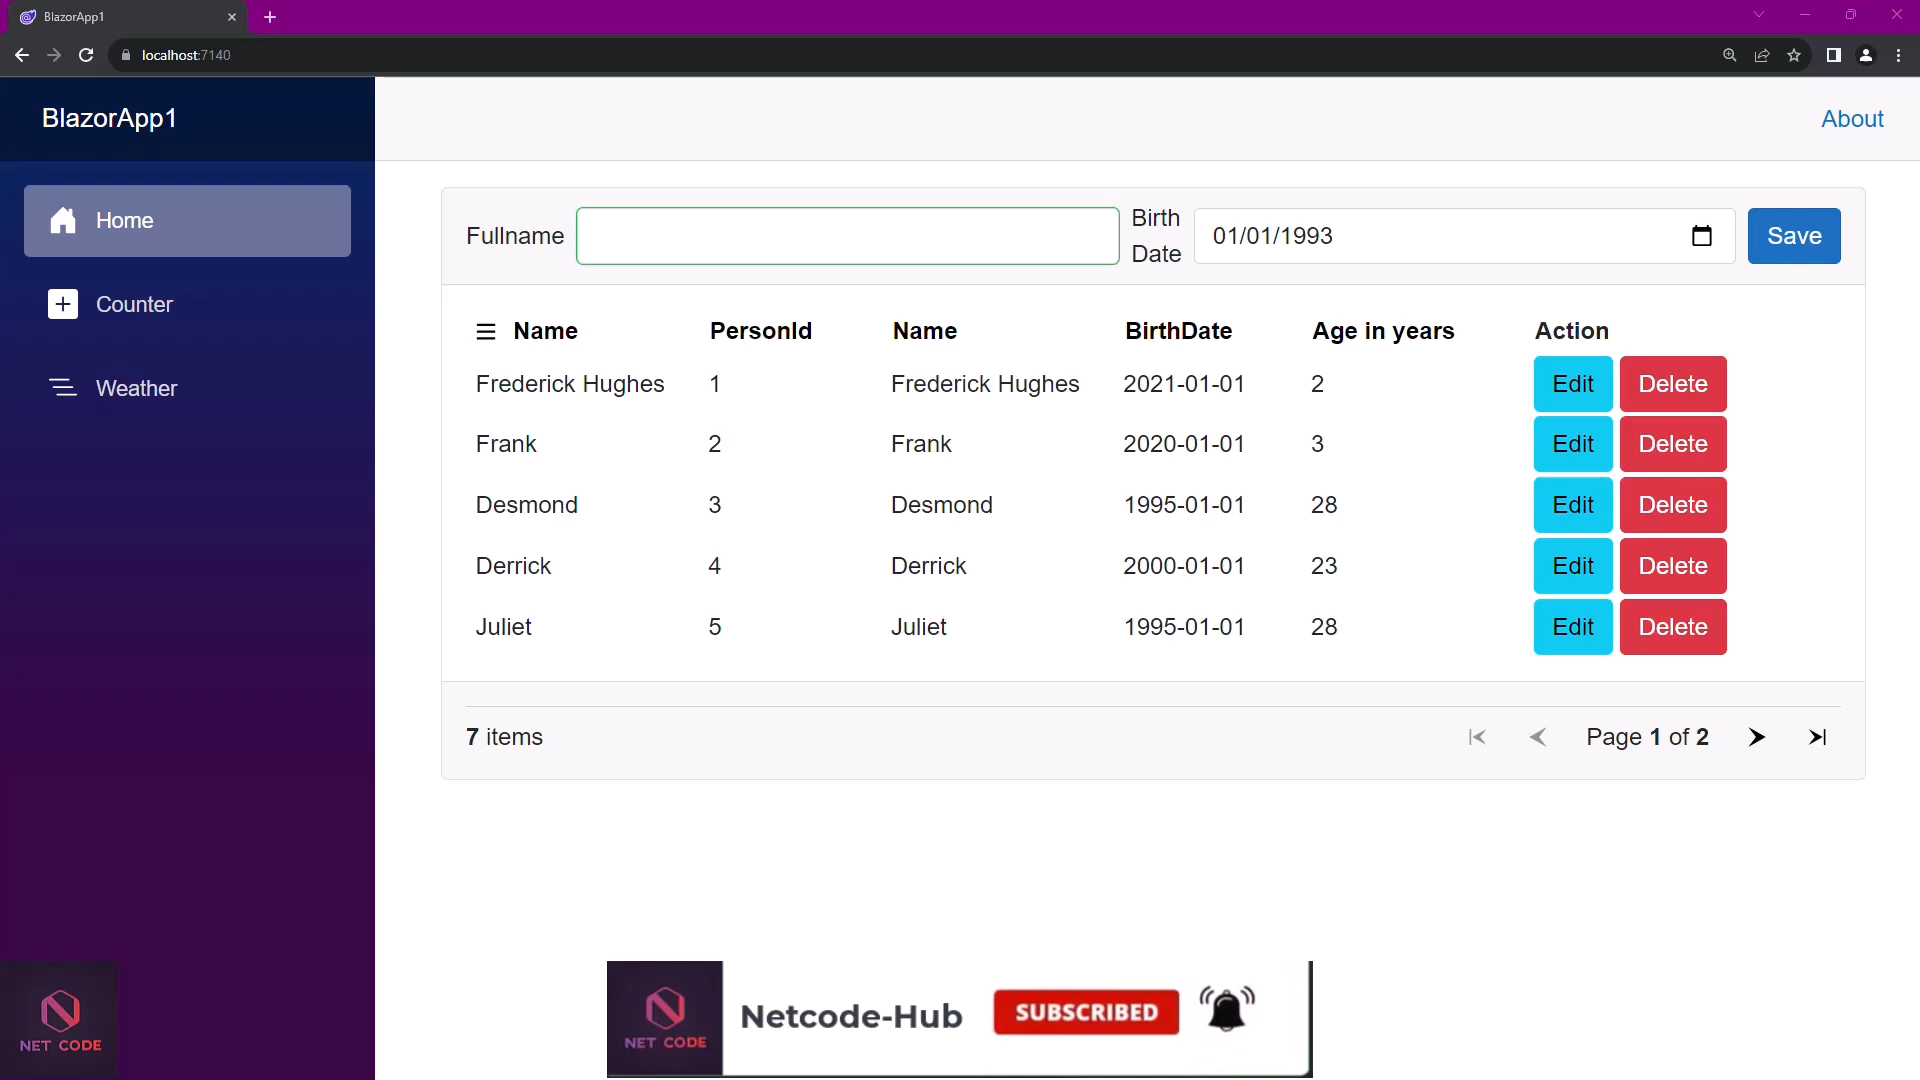 BlazorApp1
localhost:7140
BlazorApp1
About
Home
Counter
Weather
Fullname
Birth
Date
01/01/1993
Save
Name PersonId Name BirthDate Age in years Action
Frederick Hughes 1 Frederick Hughes 2021-01-01 2 Edit Delete
Frank 2 Frank 2020-01-01 3 Edit Delete
Desmond 3 Desmond 1995-01-01 28 Edit Delete
Derrick 4 Derrick 2000-01-01 23 Edit Delete
Juliet 5 Juliet 1995-01-01 28 Edit Delete
7 items
Page 1 of 2
NET CODE
NET CODE
Netcode-Hub
SUBSCRIBED